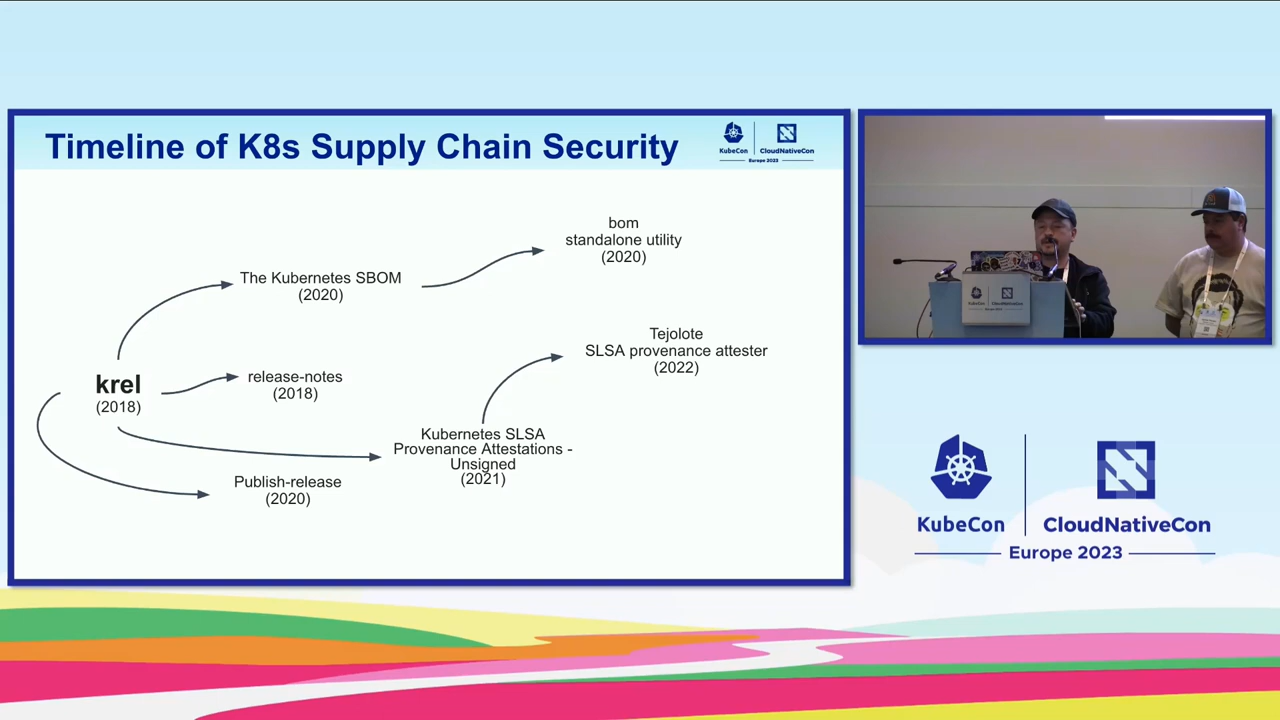 Timeline of K8s Supply Chain Security
KubeCon
CloudNativeCon
Europe 2023
bom
standalone utility
(2020)
The Kubernetes SBOM
(2020)
Tejolote
SLSA provenance attester
(2022)
krel
(2018)
release-notes
(2018)
Kubernetes SLSA
Provenance Attestations -
Unsigned
(2021)
Publish-release
(2020)
KubeCon
CloudNativeCon
Europe 2023